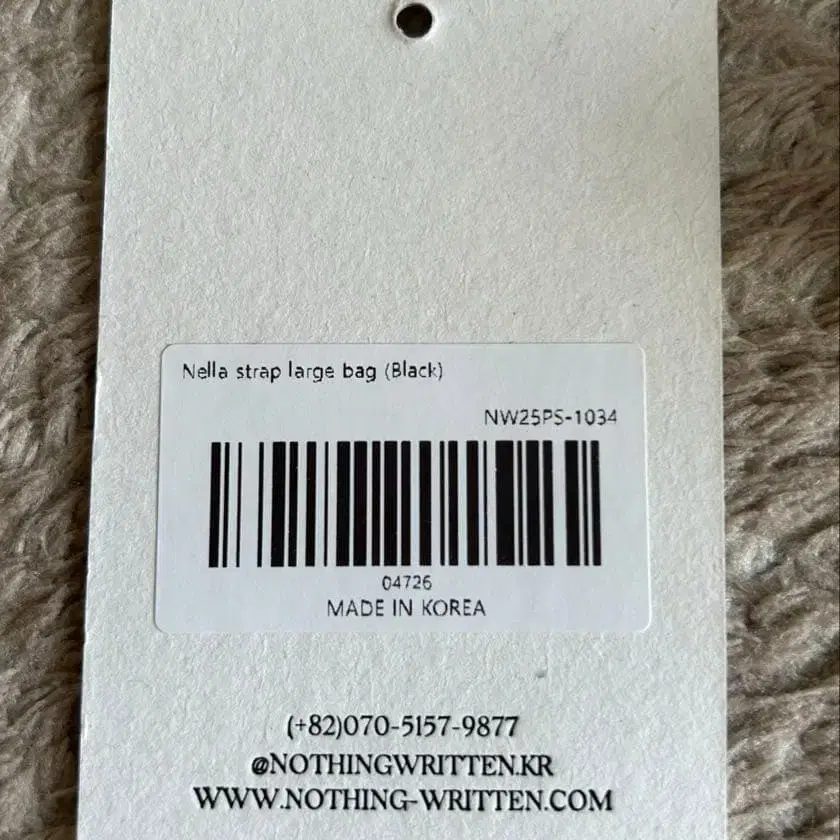 Nella strap large bag (Black)
NW25PS-1034
04726
MADE IN KOREA
(+82)070-5157-9877
@NOTHINGWRITTEN.KR
WWW.NOTHING-WRITTEN.COM